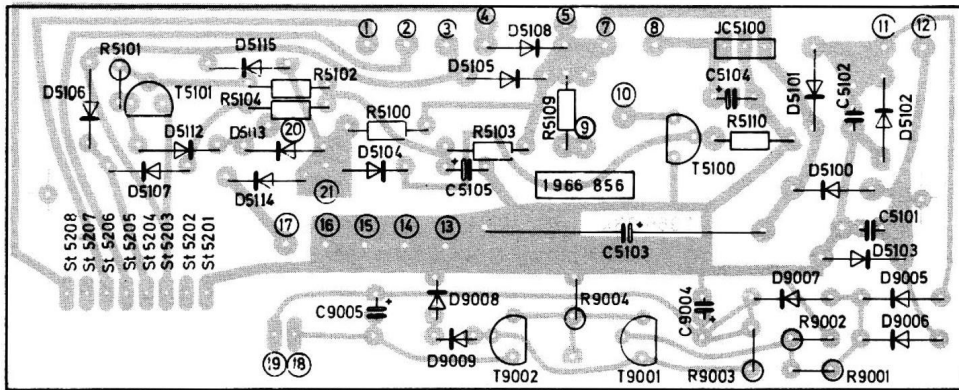 1 2 3 4 5 7 8 11 12
R5101 D5115 D5108 JC5100
D5106 T5101 R5102 D5105 C5104 D5101 C5102
R5104 R5109 10 D5102
D5112 D5113 20 R5100 R5103 9 R5110
D5107 D5114 D5104 C5105 T5100
21 1966 856 D5100
St 5208
St 5207
St 5206
St 5205
St 5204
St 5203
St 5202
St 5201
17 16 15 14 13 C5103 C5101
D5103
D9008 R9004 C9004 D9007 D9005
C9005 R9002 D9006
D9009
19 18 T9002 T9001 R9003 R9001